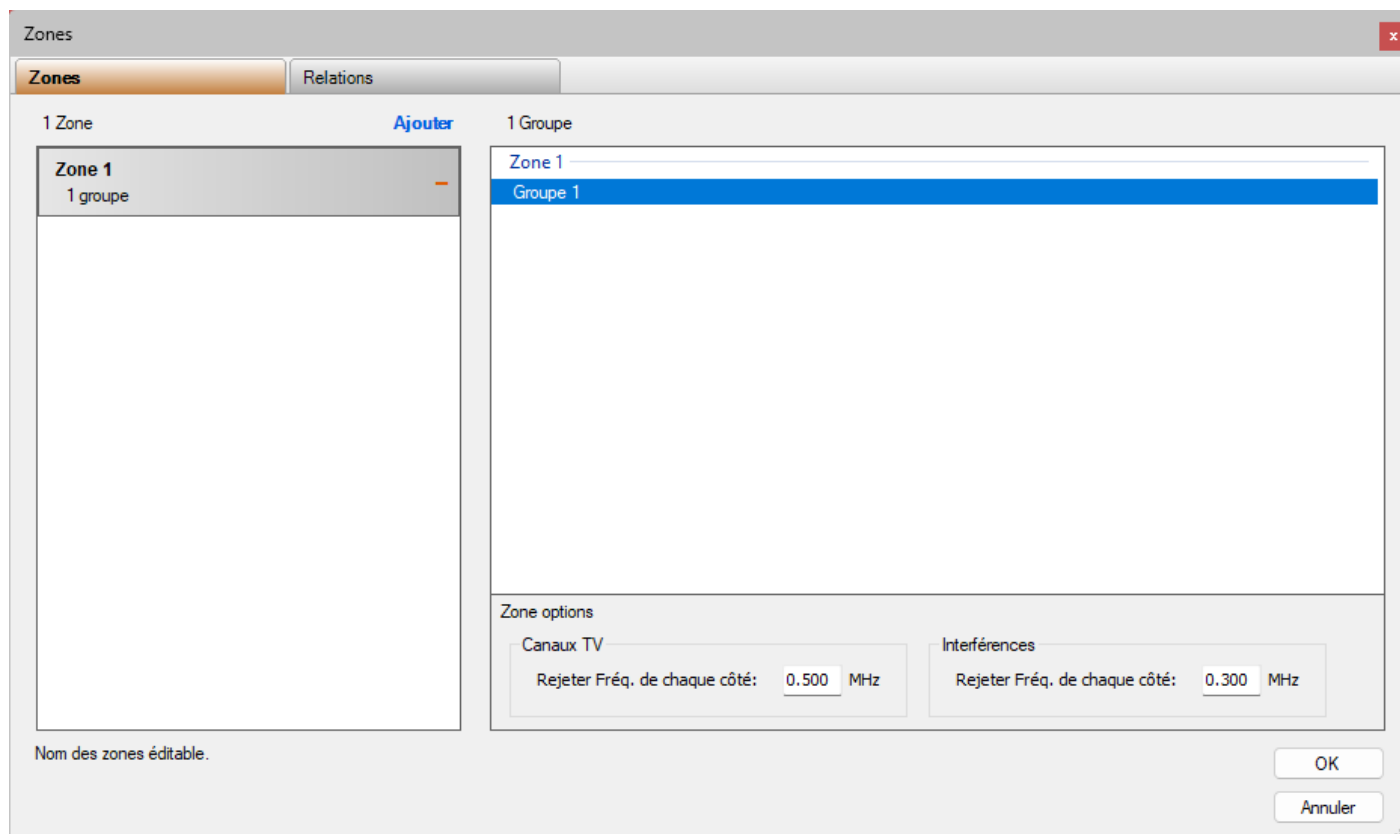 Zones
x
Zones Relations
1 Zone Ajouter 1 Groupe
Zone 1
1 groupe
Zone 1
Groupe 1
Zone options
Canaux TV Interférences
Rejeter Fréq. de chaque côté: 0.500 MHz Rejeter Fréq. de chaque côté: 0.300 MHz
Nom des zones éditable.
OK
Annuler